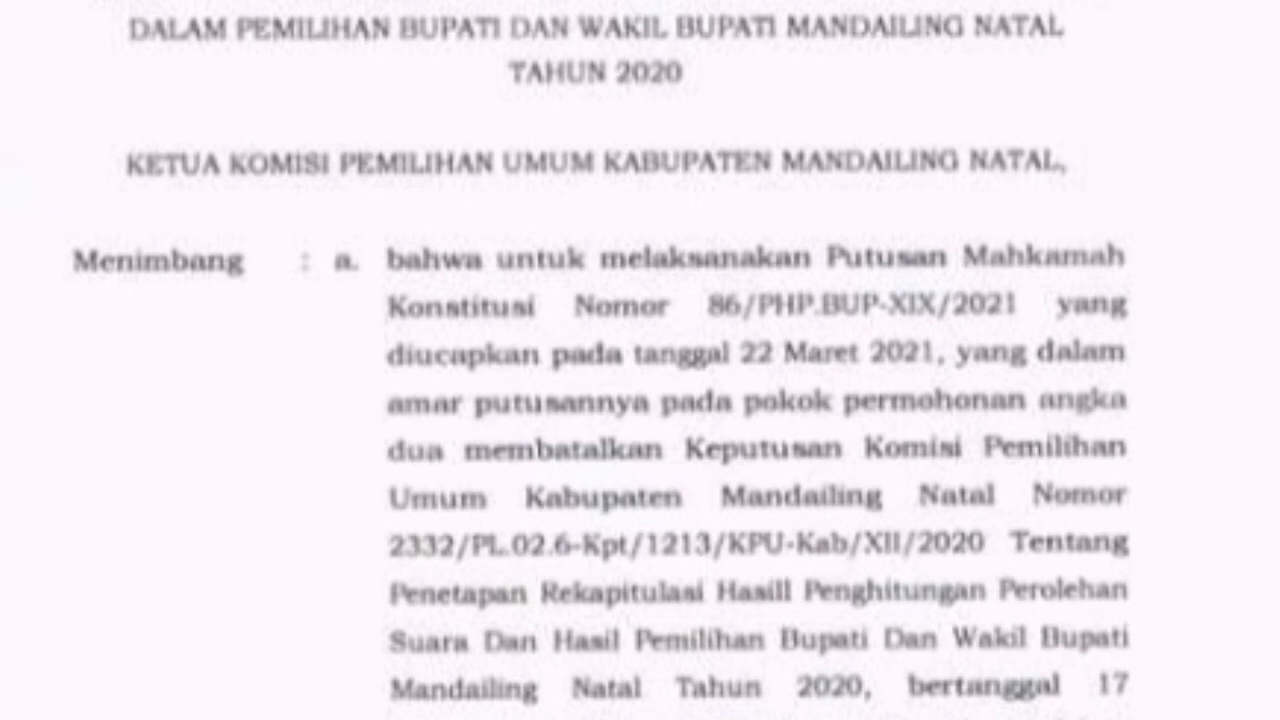 DALAM PEMILIHAN BUPATI DAN WAKIL BUPATI MANDAILING NATAL
TAHUN 2020
KETUA KOMISI PEMILIHAN UMUM KABUPATEN MANDAILING NATAL,
Menimbang : a. bahwa untuk melaksanakan Putusan Mahkamah
Konstitusi Nomor 86/PHP.BUP-XIX/2021 yang
diucapkan pada tanggal 22 Maret 2021, yang dalam
amar putusannya pada pokok permohonan angka
dua membatalkan Keputusan Komisi Pemilihan
Umum Kabupaten Mandailing Natal Nomor
2332/PL.02.6-Kpt/1213/KPU-Kab/XII/2020 Tentang
Penetapan Rekapitulasi Hasill Penghitungan Perolehan
Suara Dan Hasil Pemilihan Bupati Dan Wakil Bupati
Mandailing Natal Tahun 2020, bertanggal 17